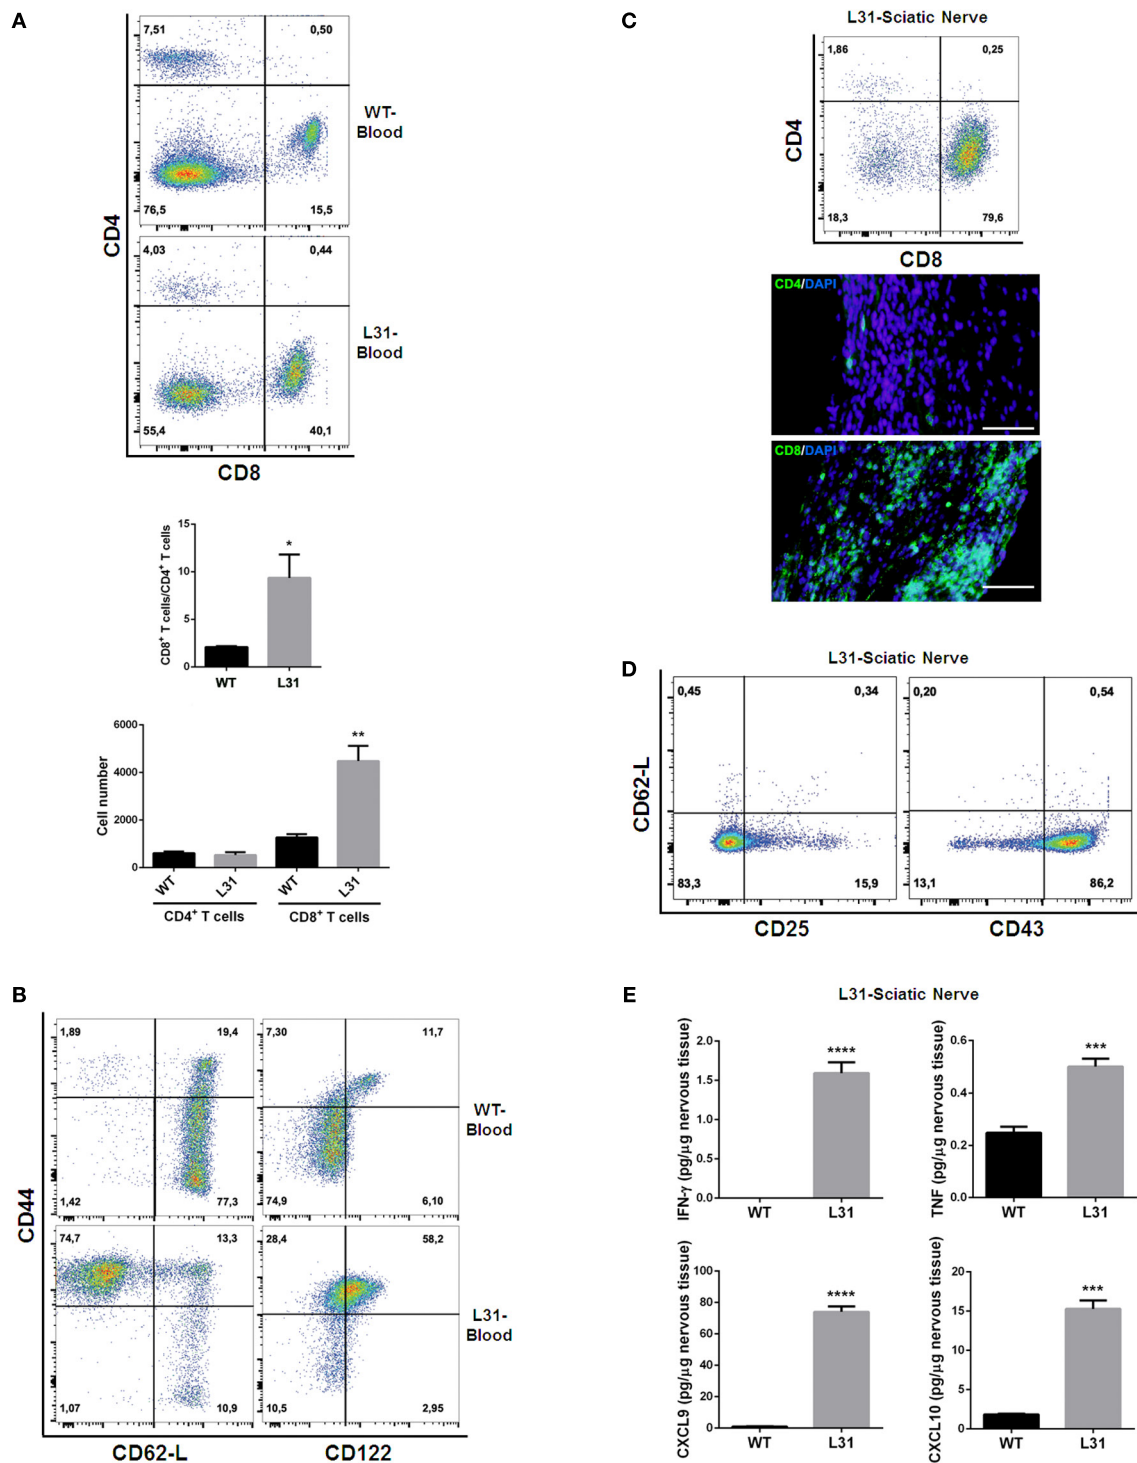 A
7,51
0,50
WT-
Blood
76,5
15,5
4,03
0,44
L31-
Blood
55,4
40,1
CD4
CD8
15
10
5
0
CD8+ T cells/CD4+ T cells
*
WT
L31
6000
4000
2000
0
Cell number
**
WT
L31
WT
L31
CD4+ T cells
CD8+ T cells
B
1,89
19,4
7,30
11,7
WT-
Blood
1,42
77,3
74,9
6,10
CD44
74,7
13,3
28,4
58,2
L31-
Blood
1,07
10,9
10,5
2,95
CD62-L
CD122
C
L31-Sciatic Nerve
1,86
0,25
CD4
18,3
79,6
CD8
CD4/DAPI
CD8/DAPI
D
L31-Sciatic Nerve
0,45
0,34
0,20
0,54
CD62-L
83,3
15,9
13,1
86,2
CD25
CD43
E
L31-Sciatic Nerve
IFN-γ (pg/µg nervous tissue)
2.0
1.5
1.0
0.5
0.0
****
WT
L31
TNF (pg/µg nervous tissue)
0.6
0.4
0.2
0.0
***
WT
L31
CXCL9 (pg/µg nervous tissue)
100
80
60
40
20
0
****
WT
L31
CXCL10 (pg/µg nervous tissue)
20
15
10
5
0
***
WT
L31